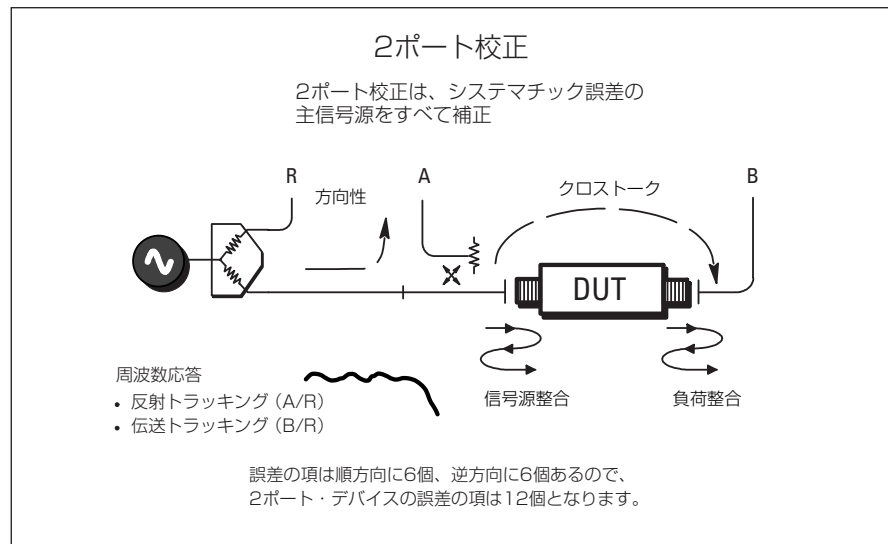 2ポート校正
2ポート校正は、システマチック誤差の
主信号源をすべて補正
R
方向性
A
クロストーク
B
DUT
周波数応答
• 反射トラッキング (A/R)
• 伝送トラッキング (B/R)
信号源整合
負荷整合
誤差の項は順方向に6個、逆方向に6個あるので、
2ポート・デバイスの誤差の項は12個となります。